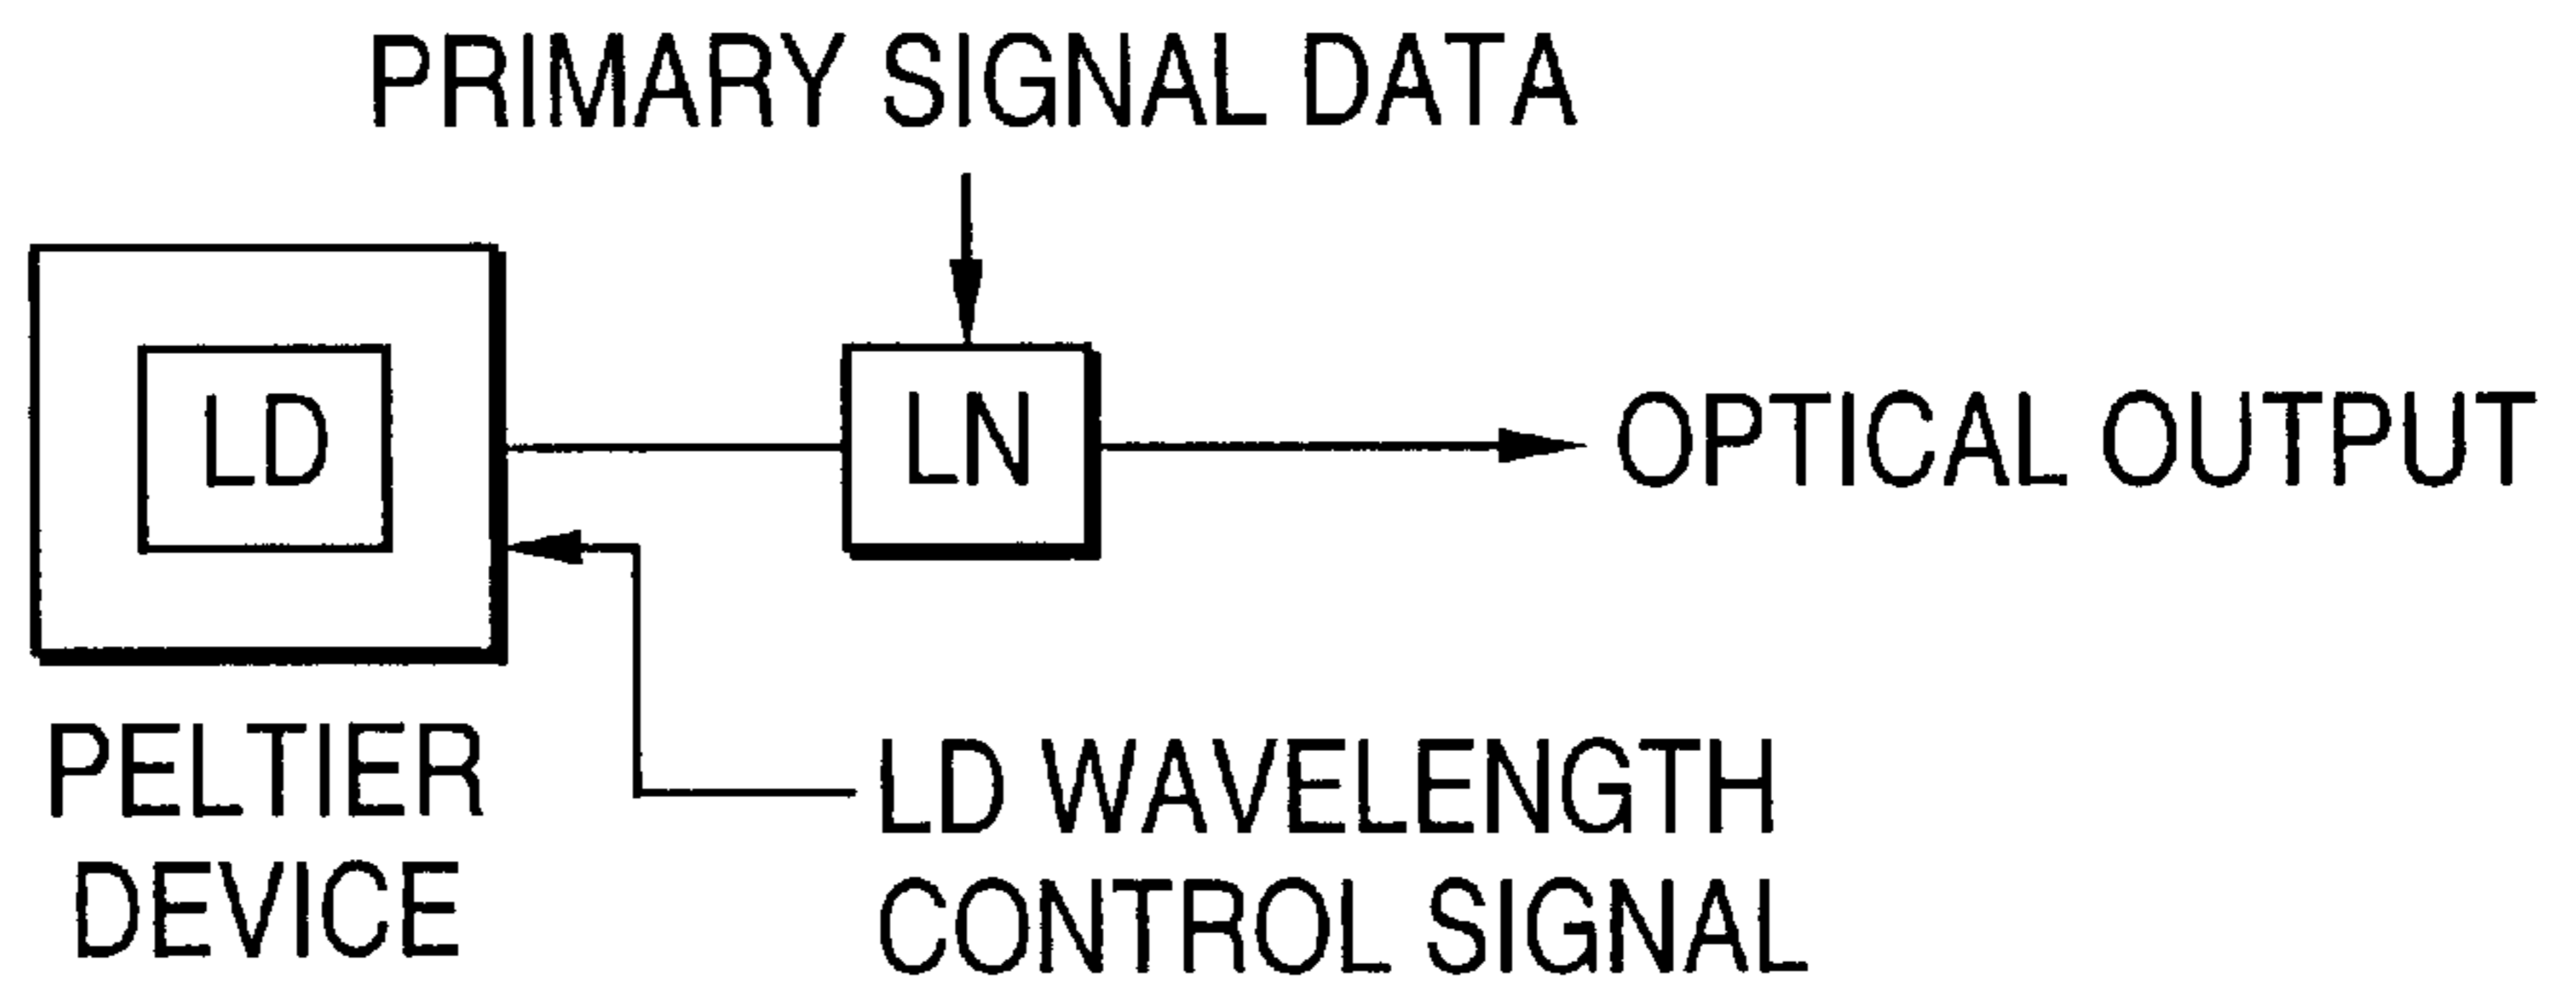 PRIMARY SIGNAL DATA
LD
LN
OPTICAL OUTPUT
PELTIER
DEVICE
LD WAVELENGTH
CONTROL SIGNAL